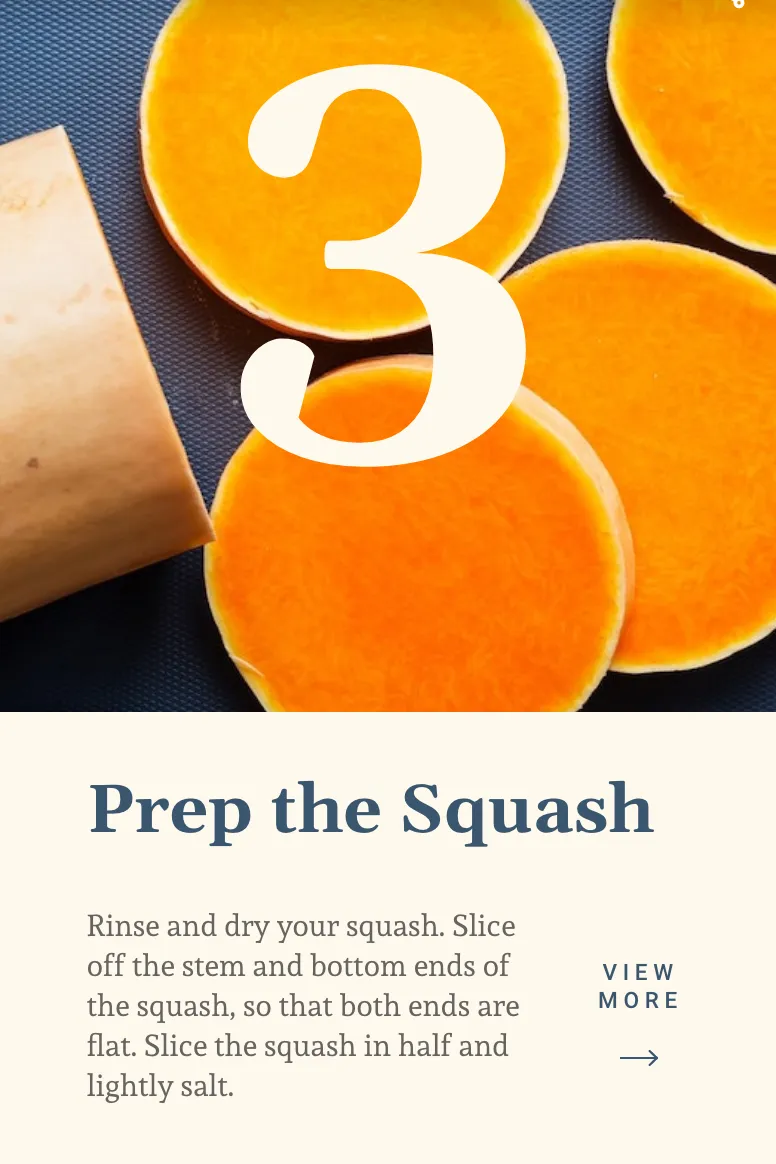 3
Prep the Squash
Rinse and dry your squash. Slice
off the stem and bottom ends of
the squash, so that both ends are
flat. Slice the squash in half and
lightly salt.
VIEW
MORE